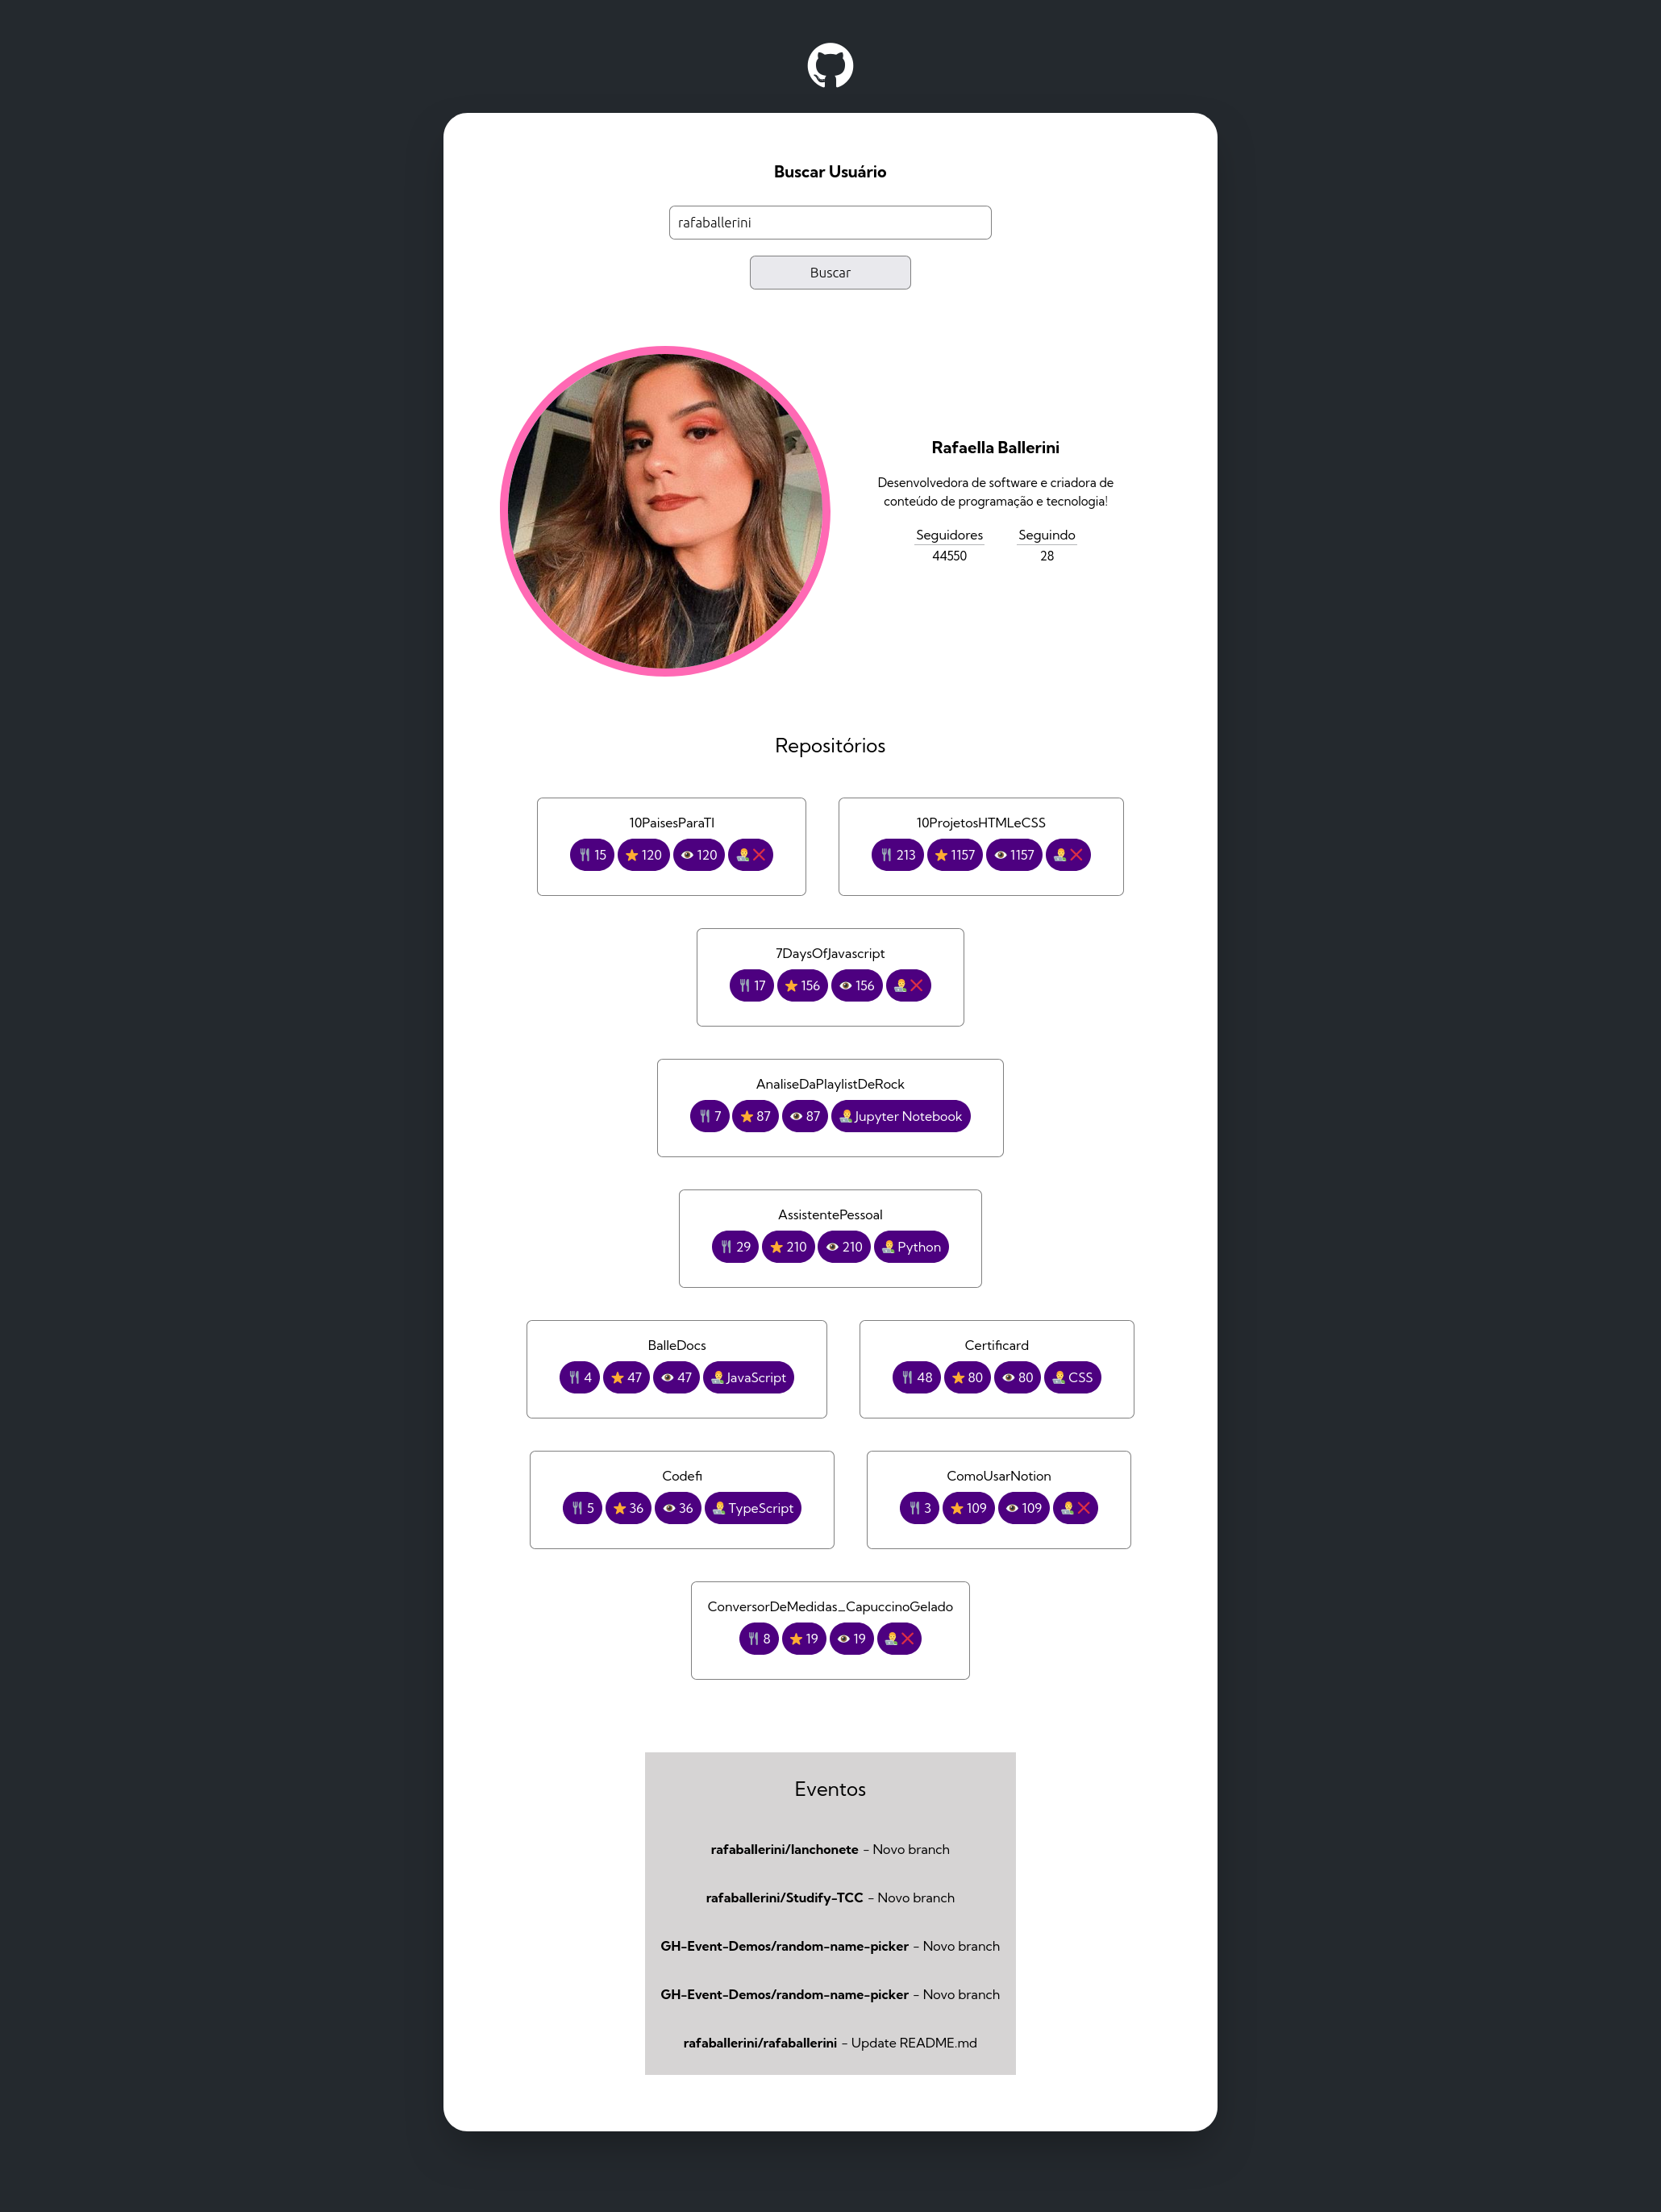 Buscar Usuário
rafaballerini
Buscar
Rafaella Ballerini
Desenvolvedora de software e criadora de
conteúdo de programação e tecnologia!
Seguidores Seguindo
44550 28
Repositórios
10PaisesParaTI
🍴 15 ⭐ 120 👁️ 120 👩‍💻 ❌
10ProjetosHTMLeCSS
🍴 213 ⭐ 1157 👁️ 1157 👩‍💻 ❌
7DaysOfJavascript
🍴 17 ⭐ 156 👁️ 156 👩‍💻 ❌
AnaliseDaPlaylistDeRock
🍴 7 ⭐ 87 👁️ 87 👩‍💻 Jupyter Notebook
AssistentePessoal
🍴 29 ⭐ 210 👁️ 210 👩‍💻 Python
BalleDocs
🍴 4 ⭐ 47 👁️ 47 👩‍💻 JavaScript
Certificard
🍴 48 ⭐ 80 👁️ 80 👩‍💻 CSS
Codefi
🍴 5 ⭐ 36 👁️ 36 👩‍💻 TypeScript
ComoUsarNotion
🍴 3 ⭐ 109 👁️ 109 👩‍💻 ❌
ConversorDeMedidas_CapuccinoGelado
🍴 8 ⭐ 19 👁️ 19 👩‍💻 ❌
Eventos
rafaballerini/lanchonete - Novo branch
rafaballerini/Studify-TCC - Novo branch
GH-Event-Demos/random-name-picker - Novo branch
GH-Event-Demos/random-name-picker - Novo branch
rafaballerini/rafaballerini - Update README.md